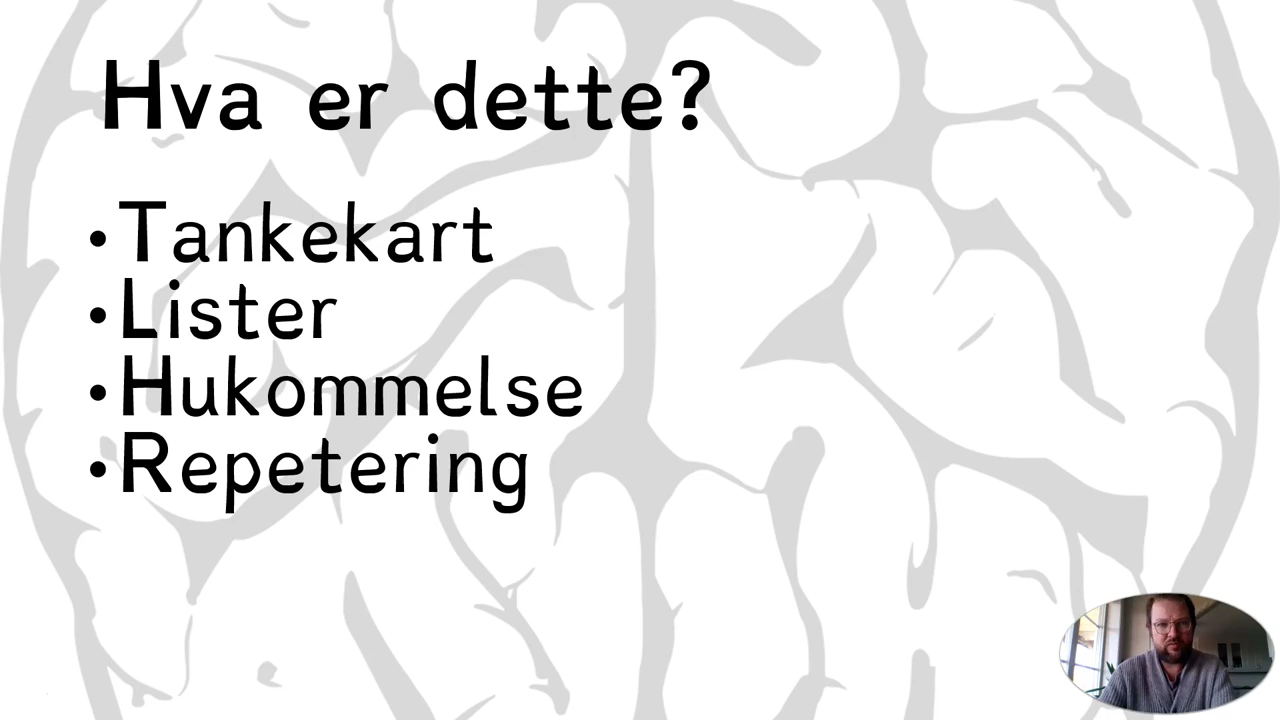 Hva er dette?
• Tankekart
• Lister
• Hukommelse
• Repetering